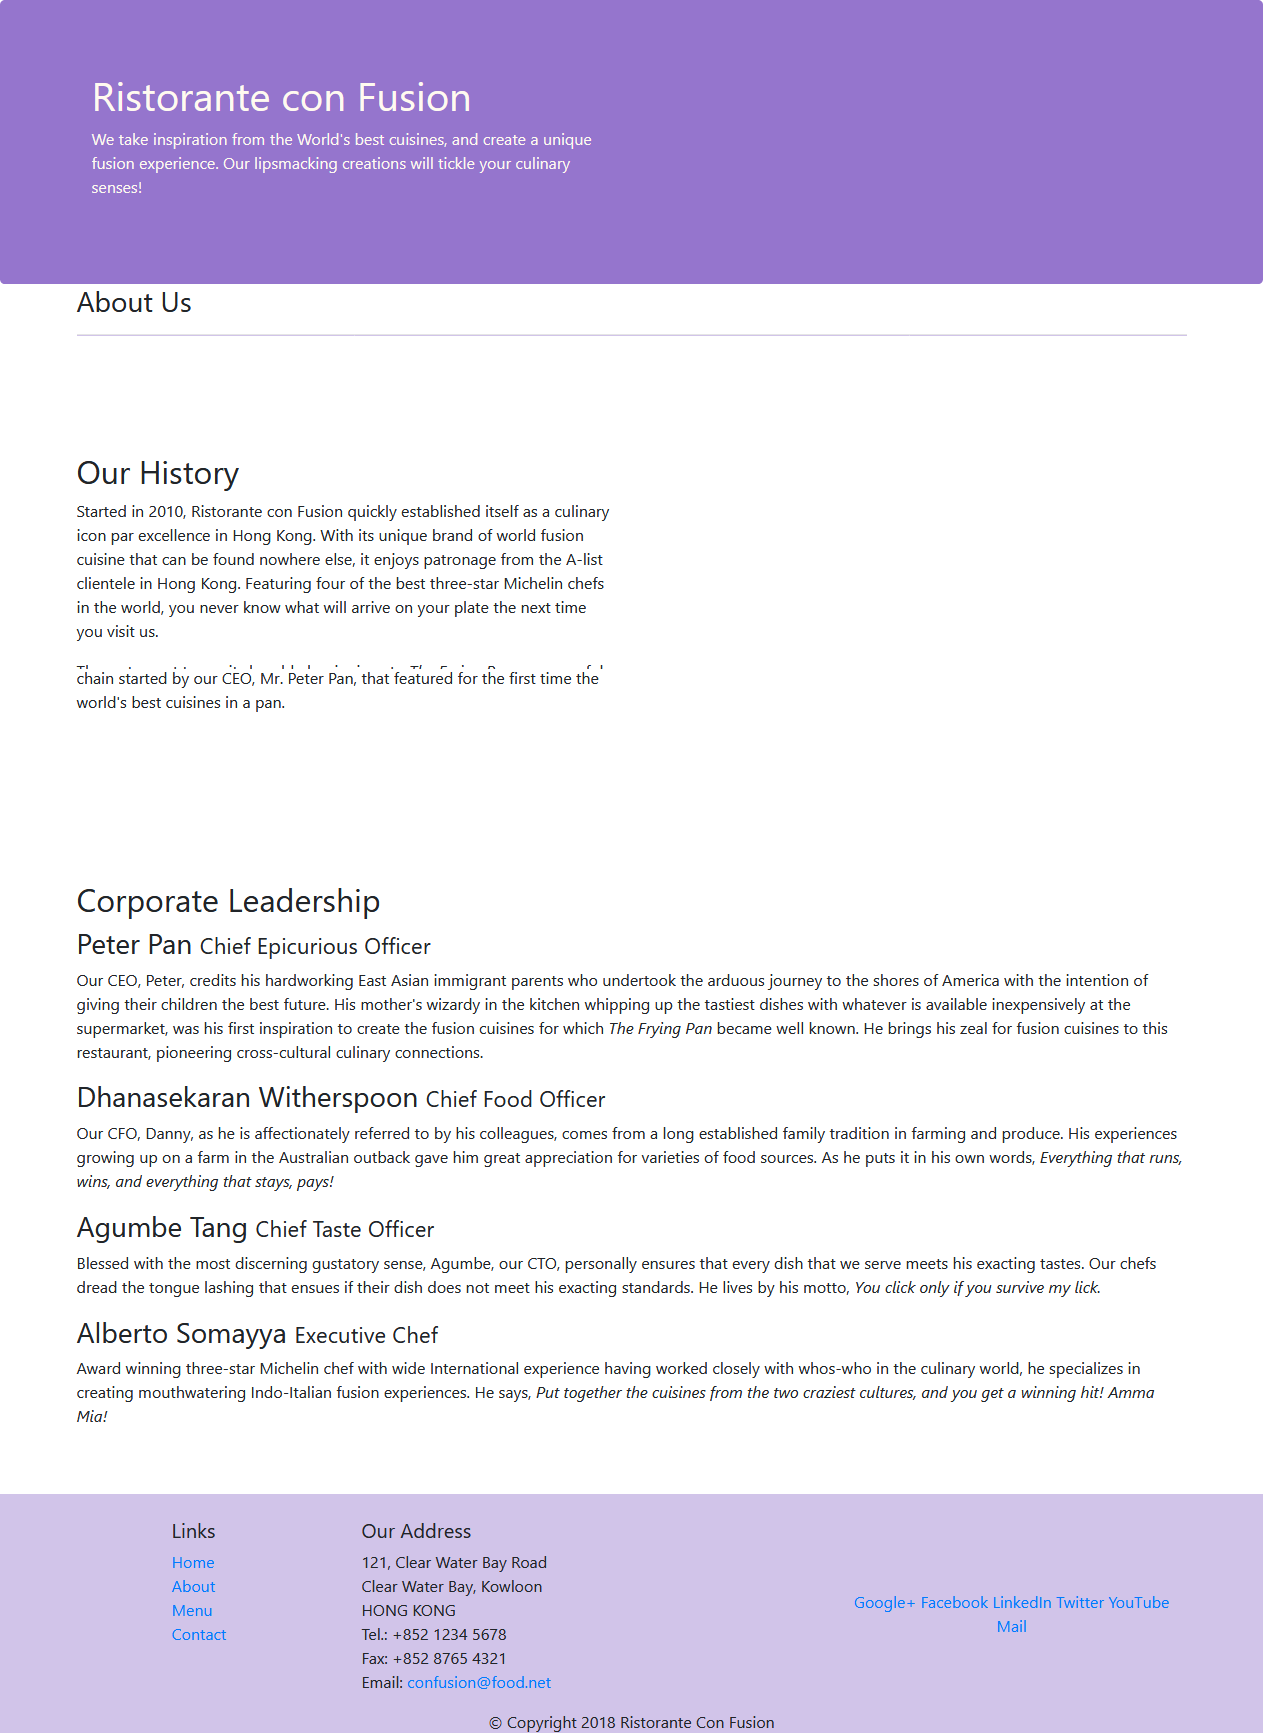 Ristorante con Fusion
We take inspiration from the World's best cuisines, and create a unique
fusion experience. Our lipsmacking creations will tickle your culinary
senses!
About Us
Our History
Started in 2010, Ristorante con Fusion quickly established itself as a culinary
icon par excellence in Hong Kong. With its unique brand of world fusion
cuisine that can be found nowhere else, it enjoys patronage from the A-list
clientele in Hong Kong. Featuring four of the best three-star Michelin chefs
in the world, you never know what will arrive on your plate the next time
you visit us.
chain started by our CEO, Mr. Peter Pan, that featured for the first time the
world's best cuisines in a pan.
Corporate Leadership
Peter Pan Chief Epicurious Officer
Our CEO, Peter, credits his hardworking East Asian immigrant parents who undertook the arduous journey to the shores of America with the intention of
giving their children the best future. His mother's wizardy in the kitchen whipping up the tastiest dishes with whatever is available inexpensively at the
supermarket, was his first inspiration to create the fusion cuisines for which The Frying Pan became well known. He brings his zeal for fusion cuisines to this
restaurant, pioneering cross-cultural culinary connections.
Dhanasekaran Witherspoon Chief Food Officer
Our CFO, Danny, as he is affectionately referred to by his colleagues, comes from a long established family tradition in farming and produce. His experiences
growing up on a farm in the Australian outback gave him great appreciation for varieties of food sources. As he puts it in his own words, Everything that runs,
wins, and everything that stays, pays!
Agumbe Tang Chief Taste Officer
Blessed with the most discerning gustatory sense, Agumbe, our CTO, personally ensures that every dish that we serve meets his exacting tastes. Our chefs
dread the tongue lashing that ensues if their dish does not meet his exacting standards. He lives by his motto, You click only if you survive my lick.
Alberto Somayya Executive Chef
Award winning three-star Michelin chef with wide International experience having worked closely with whos-who in the culinary world, he specializes in
creating mouthwatering Indo-Italian fusion experiences. He says, Put together the cuisines from the two craziest cultures, and you get a winning hit! Amma
Mia!
Links
Home
About
Menu
Contact
Our Address
121, Clear Water Bay Road
Clear Water Bay, Kowloon
HONG KONG
Tel.: +852 1234 5678
Fax: +852 8765 4321
Email: confusion@food.net
Google+ Facebook LinkedIn Twitter YouTube
Mail
© Copyright 2018 Ristorante Con Fusion